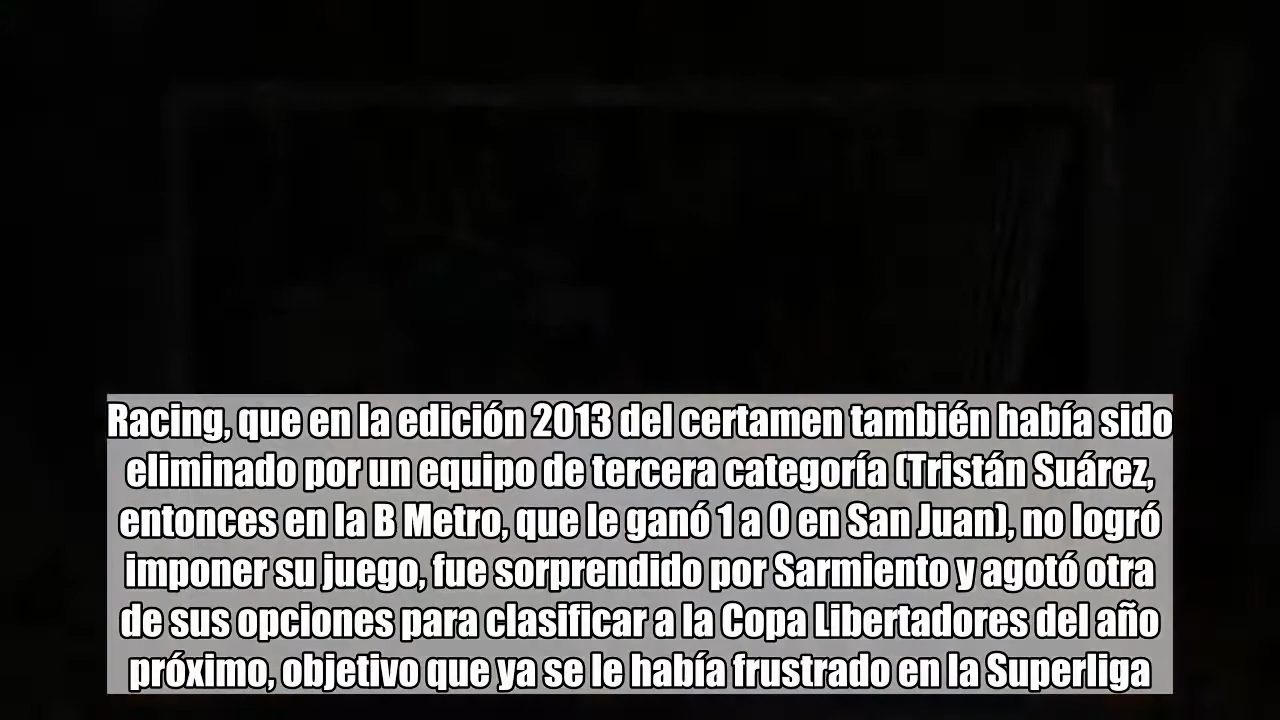 Racing, que en la edición 2013 del certamen también había sido
eliminado por un equipo de tercera categoría (Tristán Suárez,
entonces en la B Metro, que le ganó 1 a 0 en San Juan), no logró
imponer su juego, fue sorprendido por Sarmiento y agotó otra
de sus opciones para clasificar a la Copa Libertadores del año
próximo, objetivo que ya se le había frustrado en la Superliga